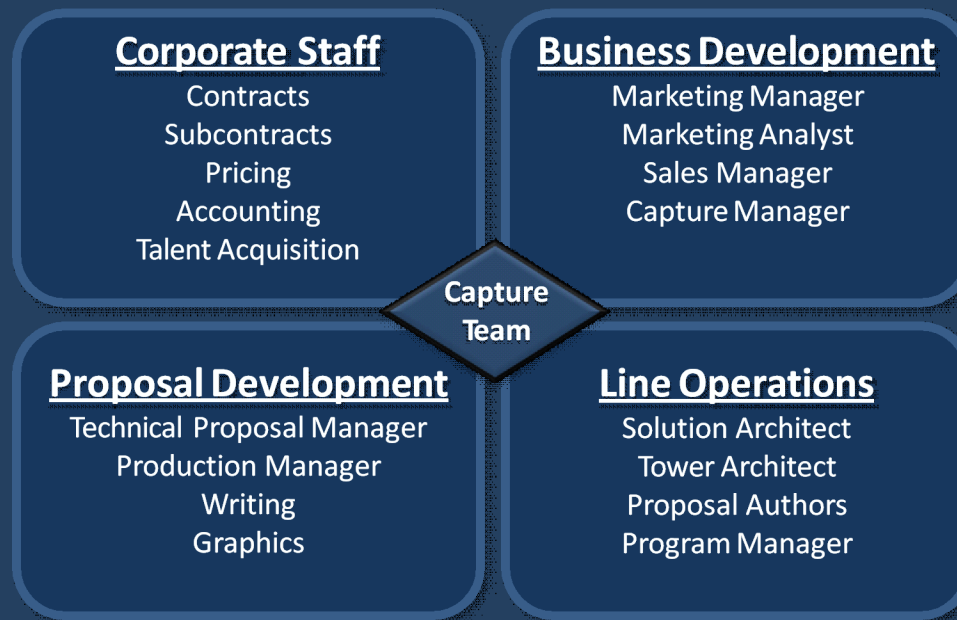 Corporate Staff
Contracts
Subcontracts
Pricing
Accounting
Talent Acquisition
Business Development
Marketing Manager
Marketing Analyst
Sales Manager
Capture Manager
Capture
Team
Proposal Development
Technical Proposal Manager
Production Manager
Writing
Graphics
Line Operations
Solution Architect
Tower Architect
Proposal Authors
Program Manager